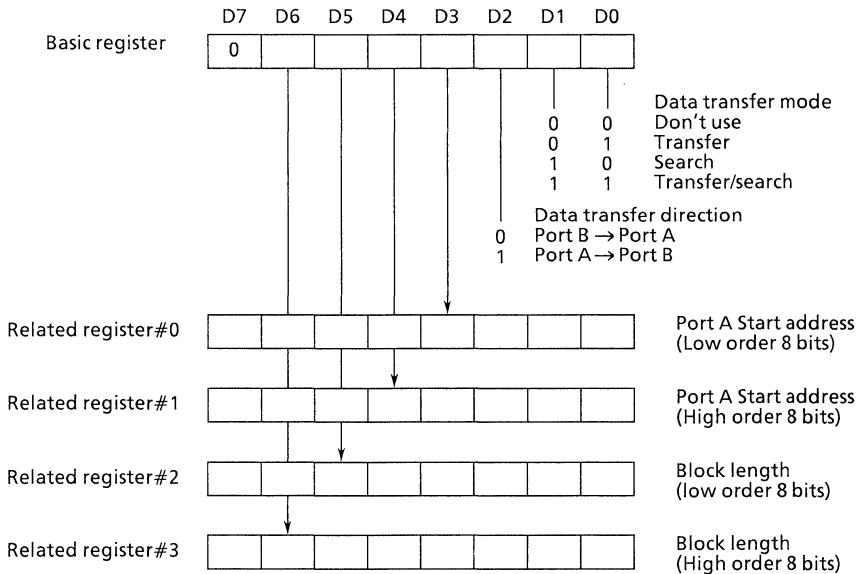 D7 D6 D5 D4 D3 D2 D1 D0
Basic register 0
Data transfer mode
0 0 Don't use
0 1 Transfer
1 0 Search
1 1 Transfer/search
Data transfer direction
0 Port B → Port A
1 Port A → Port B
Related register#0 Port A Start address
(Low order 8 bits)
Related register#1 Port A Start address
(High order 8 bits)
Related register#2 Block length
(low order 8 bits)
Related register#3 Block length
(High order 8 bits)